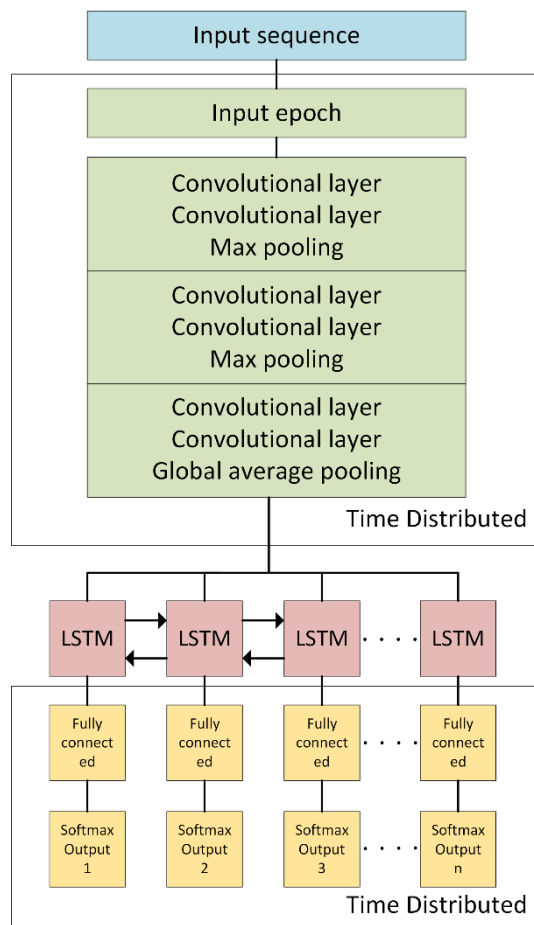 Input sequence
Input epoch
Convolutional layer
Convolutional layer
Max pooling
Convolutional layer
Convolutional layer
Max pooling
Convolutional layer
Convolutional layer
Global average pooling
Time Distributed
LSTM LSTM LSTM . . . . LSTM
Fully Fully Fully Fully
connect connect connect . . . . connect
ed ed ed ed
Softmax Softmax Softmax Softmax
Output Output Output . . . . Output
1 2 3 n
Time Distributed